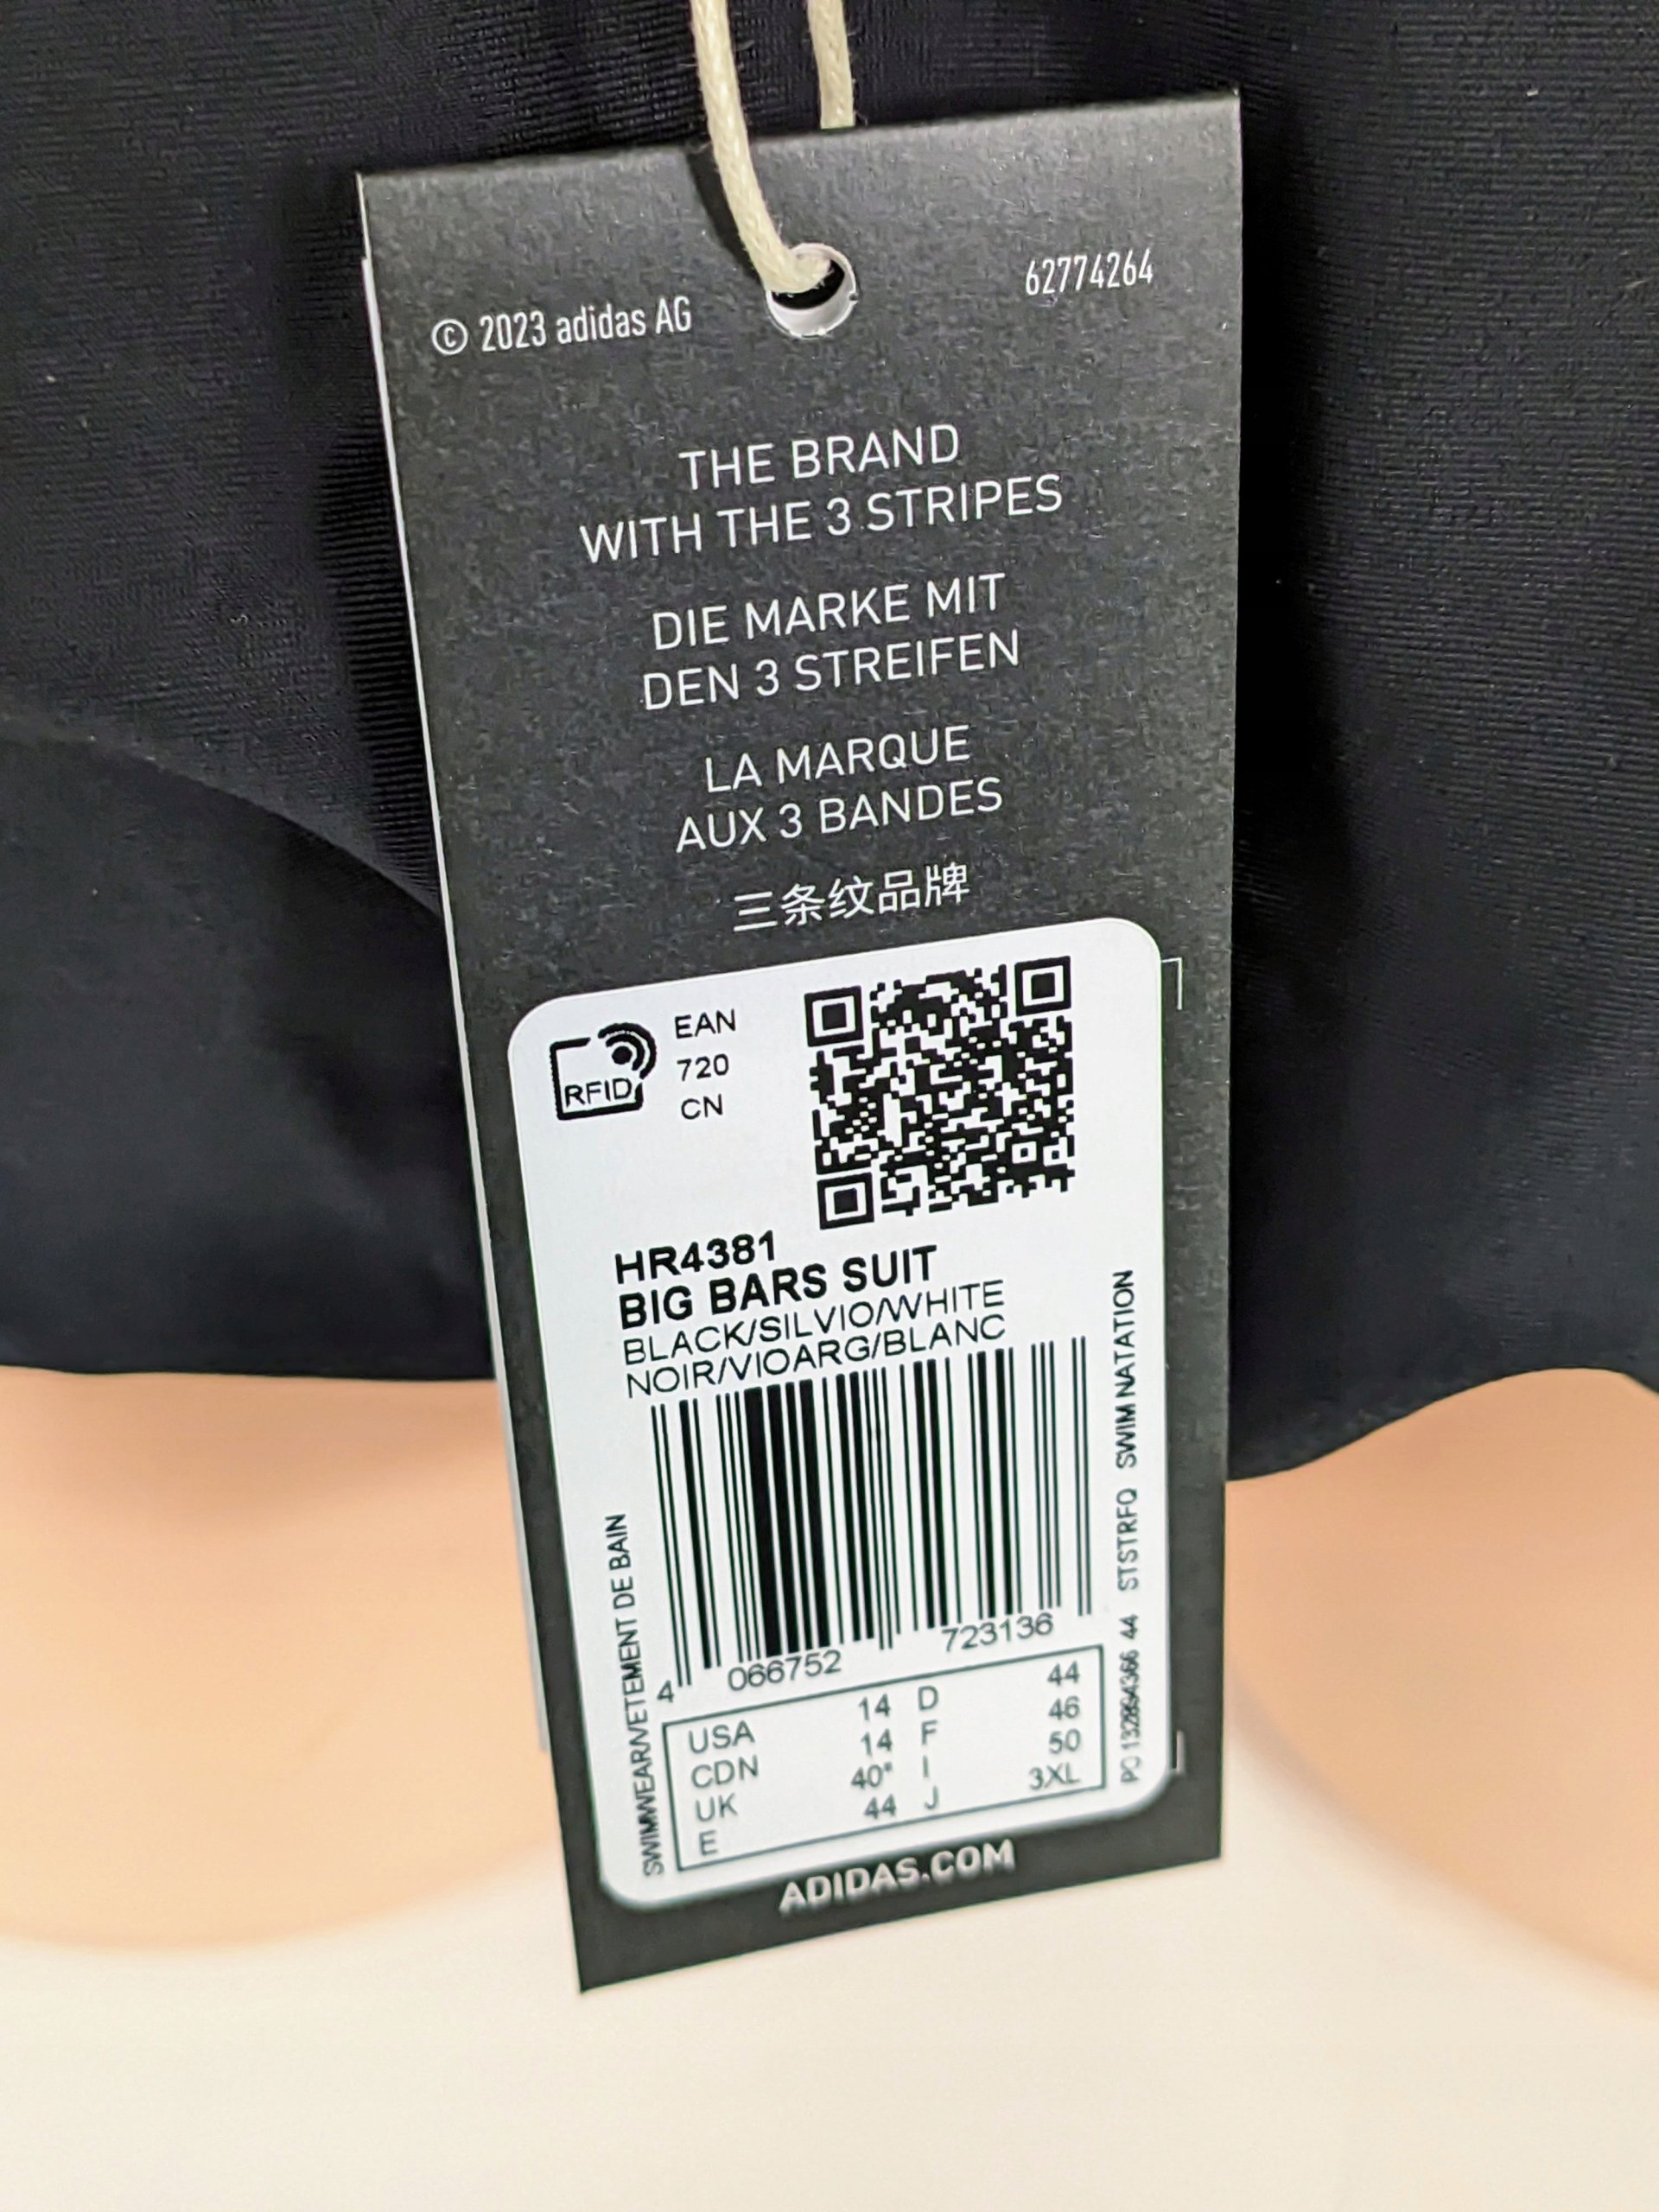 © 2023 adidas AG
62774264
THE BRAND
WITH THE 3 STRIPES
DIE MARKE MIT
DEN 3 STREIFEN
LA MARQUE
AUX 3 BANDES
三条纹品牌
RFID
EAN
720
CN
HR4381
BIG BARS SUIT
BLACK/SILVIO/WHITE
NOIR/VIOARG/BLANC
SWIMWEAR/VETEMENT DE BAIN
4 066752 723136
USA 14 D 44
CDN 14 F 46
UK 40" I 50
E 44 J 3XL
44 STSTRFQ SWIM NATATION
ADIDAS.COM